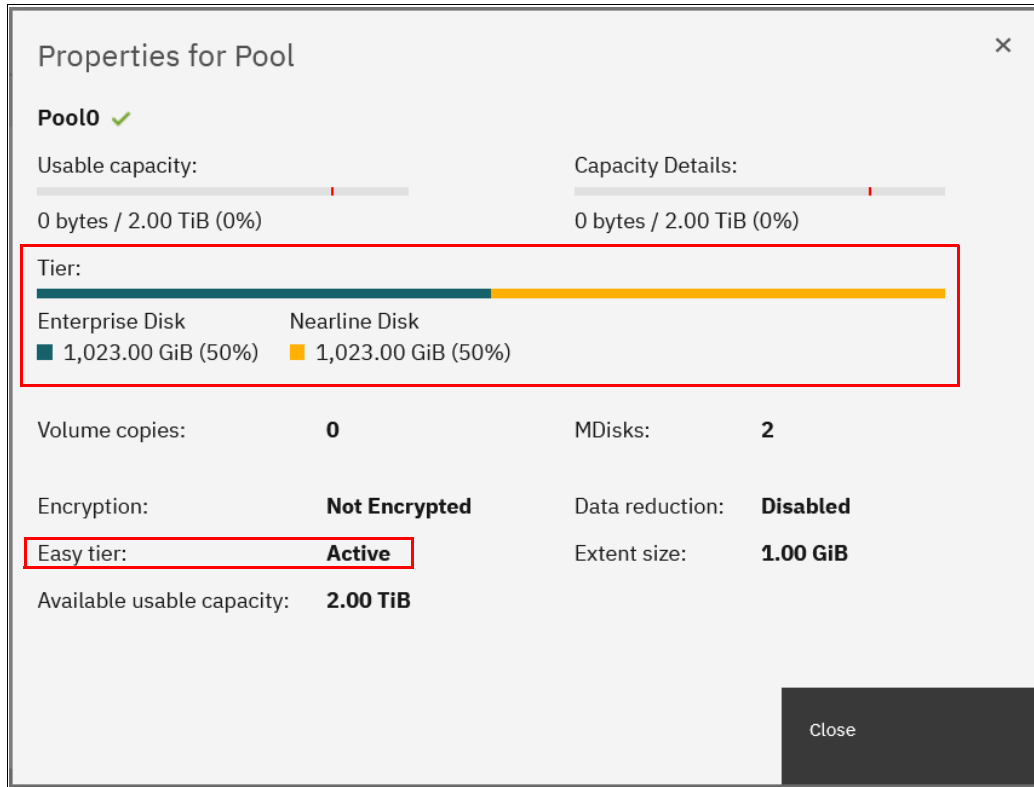 Properties for Pool
Pool0
Usable capacity:
Capacity Details:
0 bytes / 2.00 TiB (0%)
0 bytes / 2.00 TiB (0%)
Tier:
Enterprise Disk
Nearline Disk
1,023.00 GiB (50%)
1,023.00 GiB (50%)
Volume copies: 0 MDisks: 2
Encryption: Not Encrypted Data reduction: Disabled
Easy tier: Active Extent size: 1.00 GiB
Available usable capacity: 2.00 TiB
Close